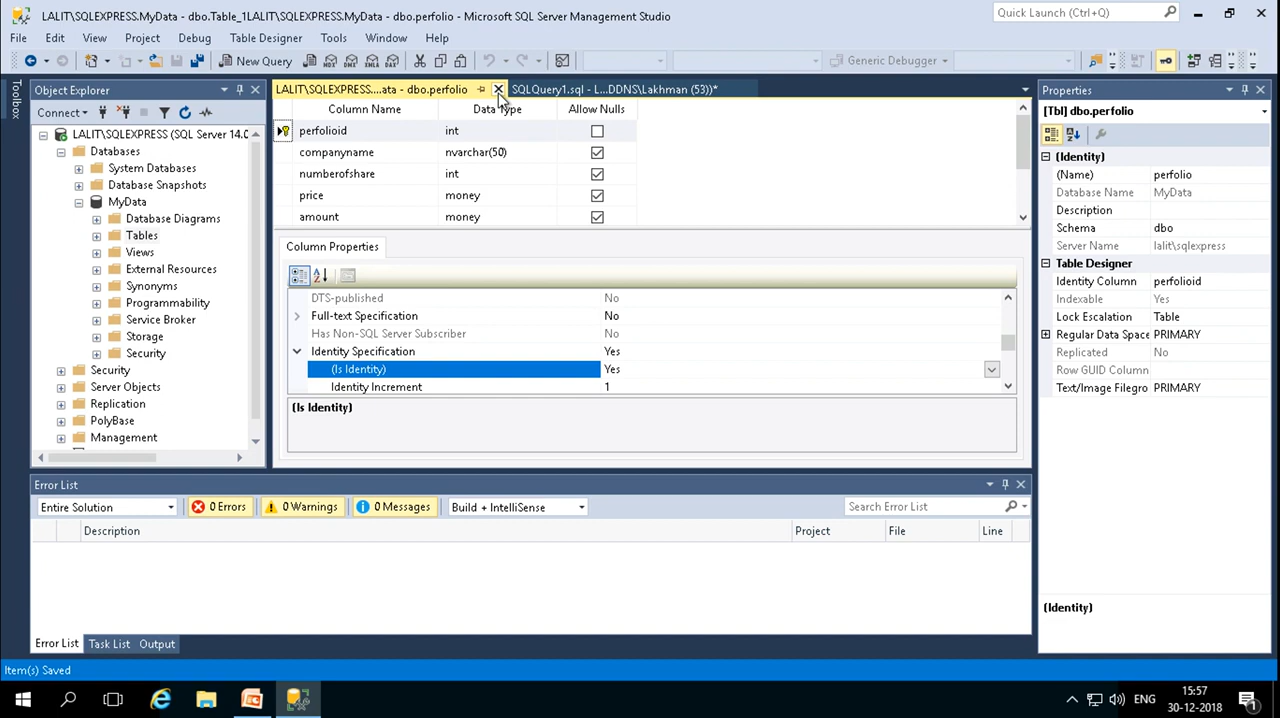 LALIT\SQLEXPRESS.MyData - dbo.Table_1LALIT\SQLEXPRESS.MyData - dbo.perfolio - Microsoft SQL Server Management Studio
Quick Launch (Ctrl+Q)
File Edit View Project Debug Table Designer Tools Window Help
New Query
MDX DMX XMLA DAX
Generic Debugger
Toolbox
Object Explorer
Connect
LALIT\SQLEXPRESS (SQL Server 14.0
Databases
System Databases
Database Snapshots
MyData
Database Diagrams
Tables
Views
External Resources
Synonyms
Programmability
Service Broker
Storage
Security
Security
Server Objects
Replication
PolyBase
Management
LALIT\SQLEXPRESS....ata - dbo.perfolio
SQLQuery1.sql - L...DDNS\Lakhman (53))*
Column Name Data Type Allow Nulls
perfolioid int
companyname nvarchar(50)
numberofshare int
price money
amount money
Column Properties
DTS-published No
Full-text Specification No
Has Non-SQL Server Subscriber No
Identity Specification Yes
(Is Identity) Yes
Identity Increment 1
(Is Identity)
Properties
[Tbl] dbo.perfolio
(Identity)
(Name) perfolio
Database Name MyData
Description
Schema dbo
Server Name lalit\sqlexpress
Table Designer
Identity Column perfolioid
Indexable Yes
Lock Escalation Table
Regular Data Space PRIMARY
Replicated No
Row GUID Column
Text/Image Filegro PRIMARY
(Identity)
Error List
Entire Solution 0 Errors 0 Warnings 0 Messages Build + IntelliSense Search Error List
Description Project File Line
Error List Task List Output
Item(s) Saved
ENG
15:57
30-12-2018
1